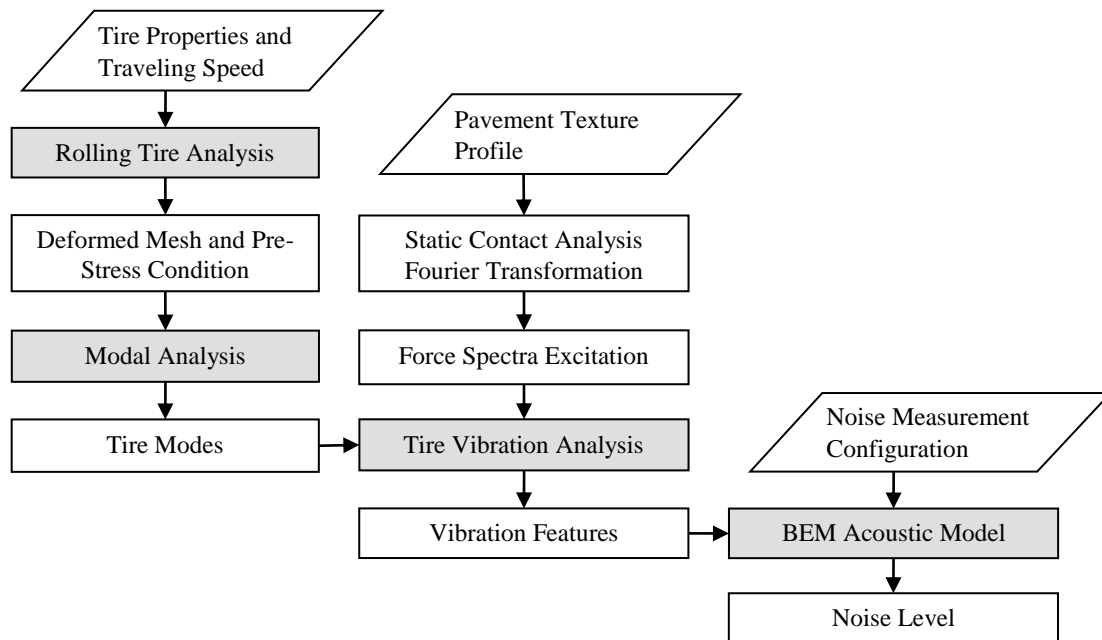 Tire Properties and
Traveling Speed
Rolling Tire Analysis
Deformed Mesh and Pre-
Stress Condition
Modal Analysis
Tire Modes
Pavement Texture
Profile
Static Contact Analysis
Fourier Transformation
Force Spectra Excitation
Tire Vibration Analysis
Vibration Features
Noise Measurement
Configuration
BEM Acoustic Model
Noise Level